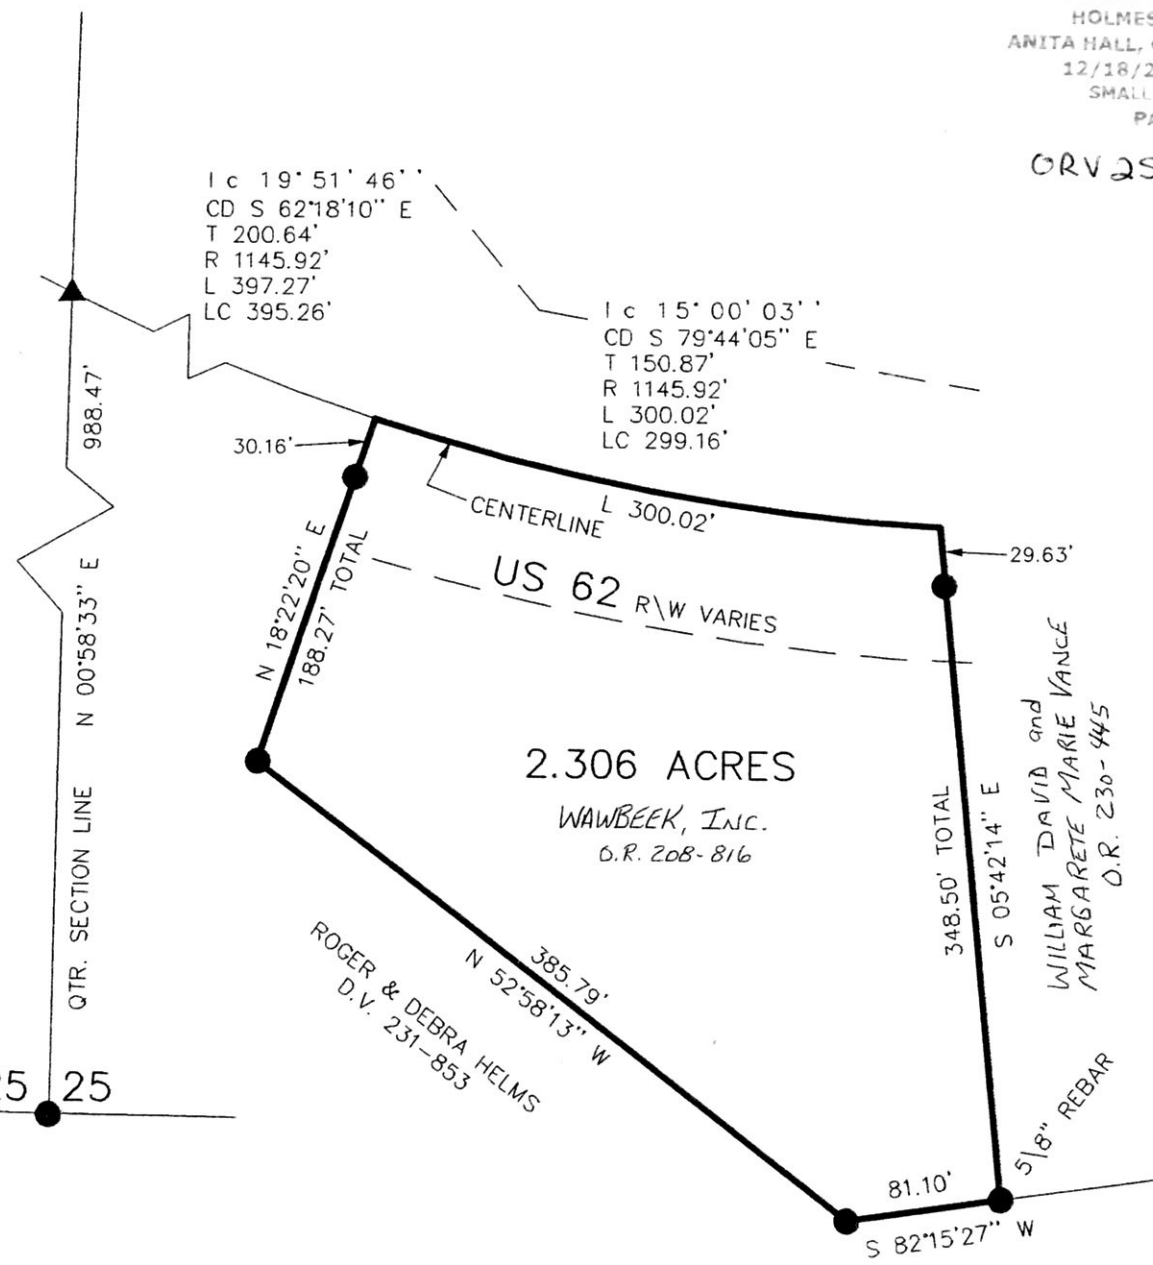 HOLMES
ANITA HALL,
12/18/2
SMALL
PA
ORV 25
I c 19°51'46''
CD S 62°18'10" E
T 200.64'
R 1145.92'
L 397.27'
LC 395.26'
I c 15°00'03''
CD S 79°44'05" E
T 150.87'
R 1145.92'
L 300.02'
LC 299.16'
988.47'
30.16'
CENTERLINE
L 300.02'
29.63'
US 62 R\W VARIES
N 18°22'20" E
188.27' TOTAL
QTR. SECTION LINE N 00°58'33" E
2.306 ACRES
WAWBEEK, INC.
O.R. 208-816
348.50' TOTAL
S 05°42'14" E
WILLIAM DAVID and
MARGARETE MARIE VANCE
O.R. 230-445
385.79'
N 52°58'13" W
ROGER & DEBRA HELMS
D.V. 231-853
25
5/8" REBAR
81.10'
S 82°15'27" W